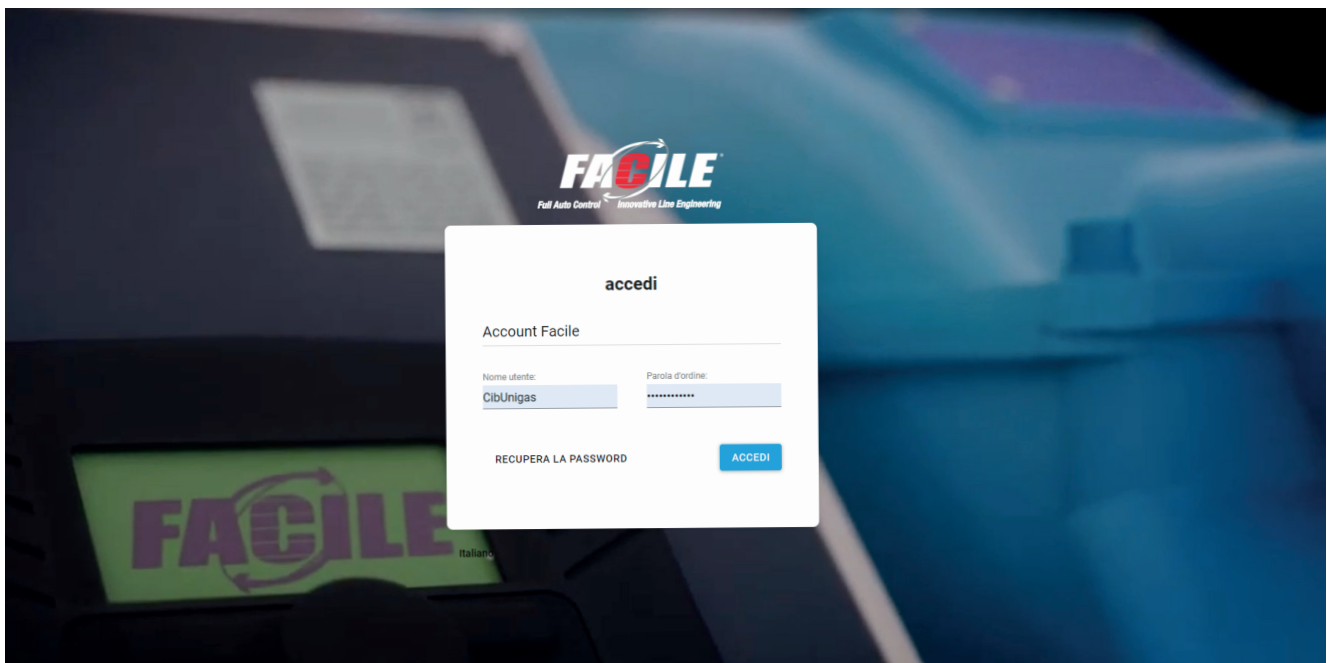 FACILE
Full Auto Control Innovative Line Engineering
accedi
Account Facile
Nome utente:
Parola d'ordine:
CibUnigas
••••••••••••
RECUPERA LA PASSWORD
ACCEDI
FACILE
Italiano